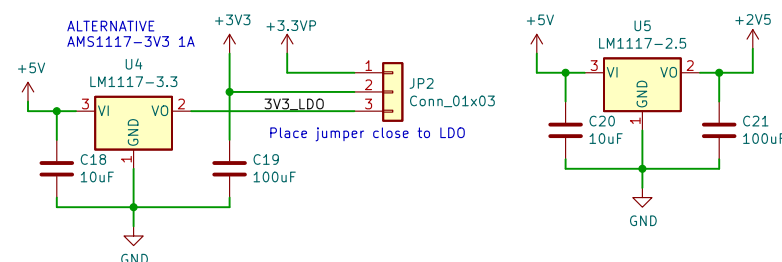 ALTERNATIVE
AMS1117-3V3 1A
+3V3
+3.3VP
+5V
U4
LM1117-3.3
3 VI VO 2
GND
1
C18
10uF
GND
C19
100uF
3V3_LDO
1
2
3
JP2
Conn_01x03
Place jumper close to LDO
+5V
U5
LM1117-2.5
+2V5
3 VI VO 2
GND
1
C20
10uF
C21
100uF
GND